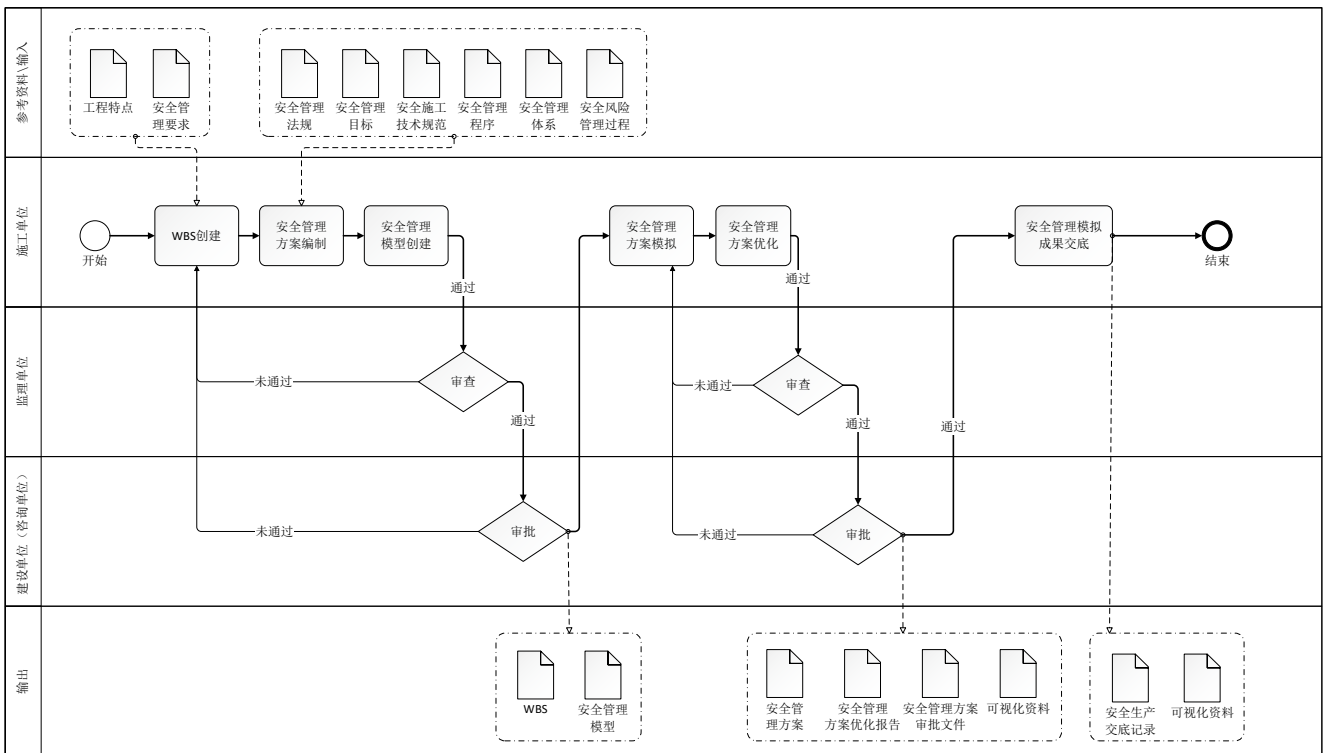 参考资料\输入
工程特点
安全管
理要求
安全管理
法规
安全管理
目标
安全施工
技术规范
安全管理
程序
安全管理
体系
安全风险
管理过程
施工单位
开始
WBS创建
安全管理
方案编制
安全管理
模型创建
安全管理
方案模拟
安全管理
方案优化
安全管理模拟
成果交底
结束
通过
通过
监理单位
未通过
审查
通过
未通过
审查
通过
通过
建设单位（咨询单位）
未通过
审批
未通过
审批
输出
WBS
安全管理
模型
安全管
理方案
安全管理
方案优化报告
安全管理方案
审批文件
可视化资料
安全生产
交底记录
可视化资料